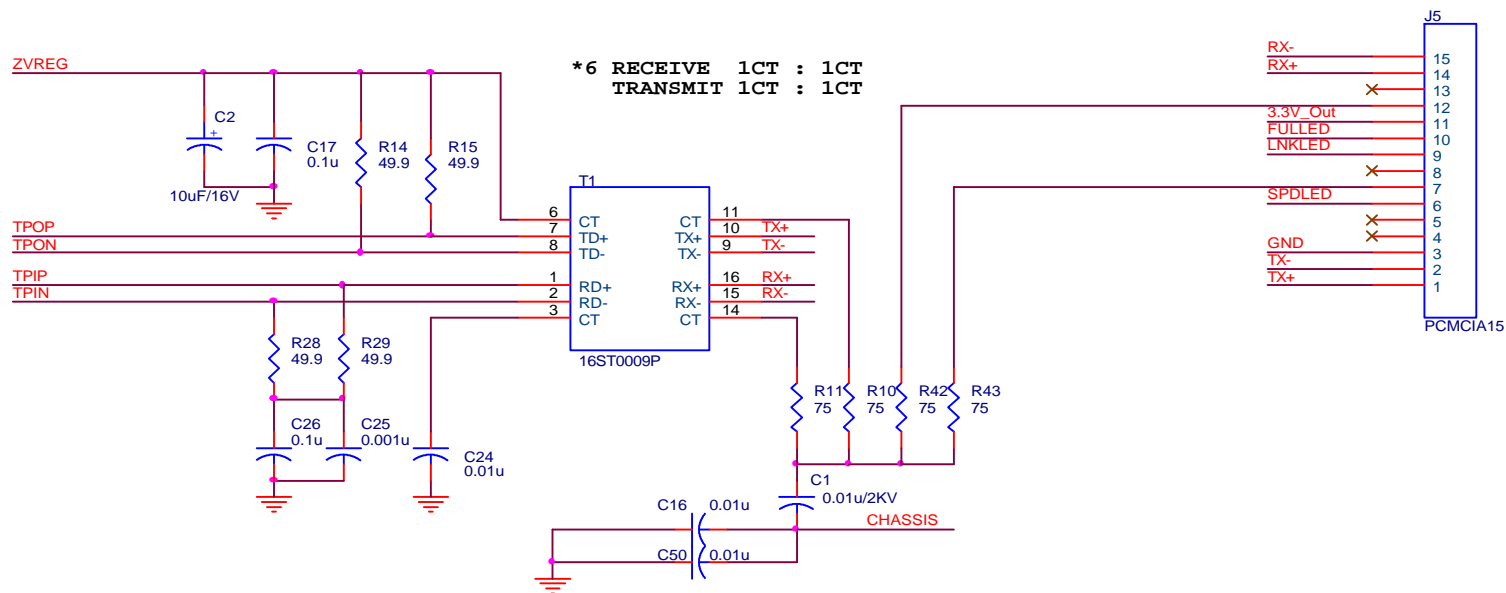 J5
ZVREG
*6 RECEIVE 1CT : 1CT
TRANSMIT 1CT : 1CT
RX-
RX+
15
14
13
12
3.3V_Out
11
FULLED
10
LNKLED
9
8
7
SPDLED
6
5
4
GND
3
TX-
2
TX+
1
PCMCIA15
C2
+
10uF/16V
C17
0.1u
R14
49.9
R15
49.9
T1
TPOP
TPON
TPIP
TPIN
6
7
8
1
2
3
CT
TD+
TD-
RD+
RD-
CT
CT
TX+
TX-
RX+
RX-
CT
11
10
9
16
15
14
TX+
TX-
RX+
RX-
16ST0009P
R28
49.9
R29
49.9
C26
0.1u
C25
0.001u
C24
0.01u
R11
75
R10
75
R42
75
R43
75
C1
0.01u/2KV
C16
0.01u
CHASSIS
C50
0.01u